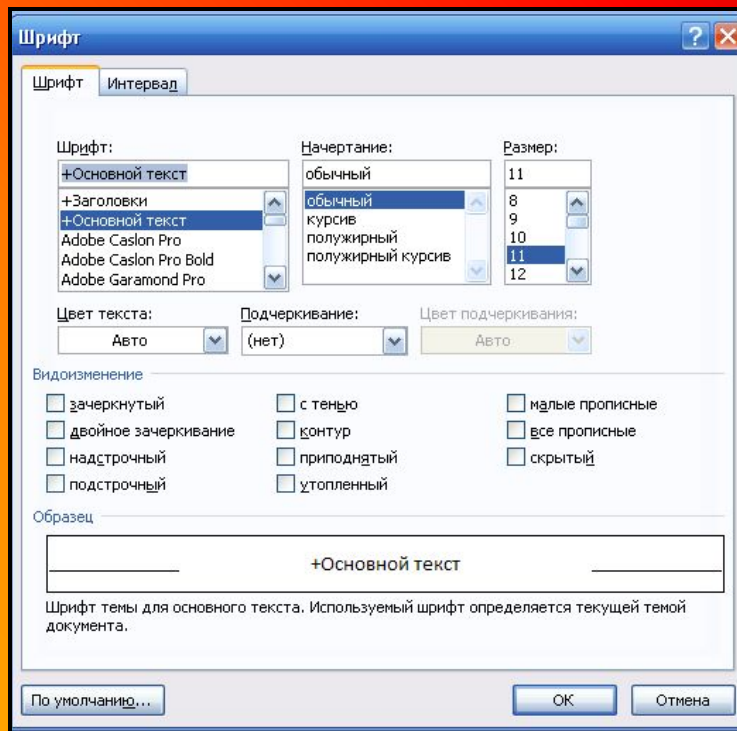 Шрифт
Шрифт Интервал
Шрифт: Начертание: Размер:
+Основной текст обычный 11
+Заголовки обычный 8
+Основной текст курсив 9
Adobe Caslon Pro полужирный 10
Adobe Caslon Pro Bold полужирный курсив 11
Adobe Garamond Pro 12
Цвет текста: Подчеркивание: Цвет подчеркивания:
Авто (нет) Авто
Видоизменение
зачеркнутый с тенью малые прописные
двойное зачеркивание контур все прописные
надстрочный приподнятый скрытый
подстрочный утопленный
Образец
+Основной текст
Шрифт темы для основного текста. Используемый шрифт определяется текущей темой
документа.
По умолчанию... ОК Отмена